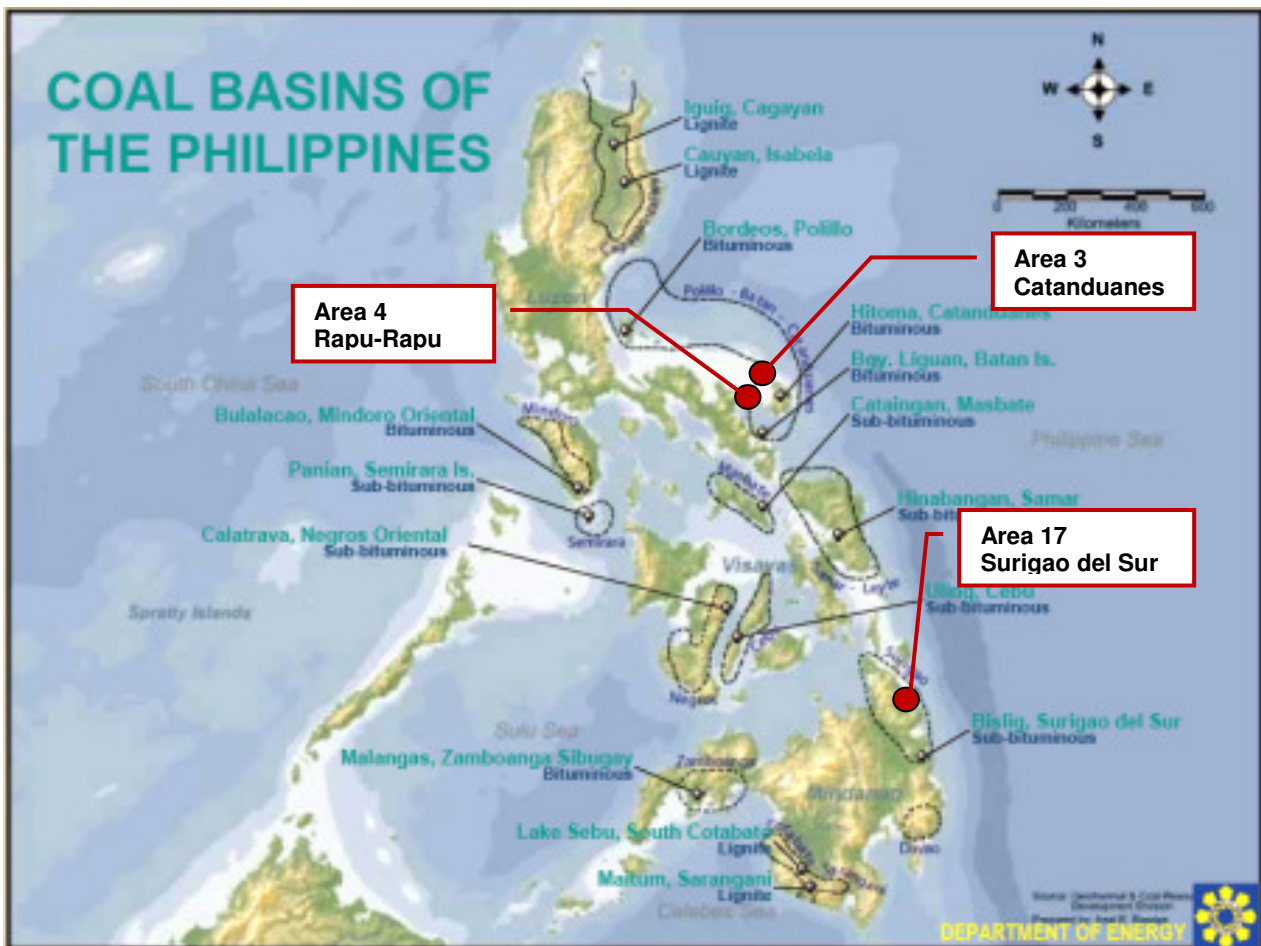 COAL BASINS OF
THE PHILIPPINES
N
W
E
S
Iguig, Cagayan
Lignite
Cauyan, Isabela
Lignite
0
200
400
600
Kilometers
Bordeos, Polillo
Bituminous
Area 3
Catanduanes
Area 4
Rapu-Rapu
Luzon
Hitoma, Catanduanes
Bituminous
Bgy. Liguan, Batan Is.
Bituminous
South China Sea
Cataingan, Masbate
Sub-bituminous
Philippine Sea
Bulalacao, Mindoro Oriental
Bituminous
Mindoro
Masbate
Panian, Semirara Is.
Sub-bituminous
Semirara
Hinabangan, Samar
Area 17
Surigao del Sur
Calatrava, Negros Oriental
Sub-bituminous
Visayas
Uling, Cebu
Sub-bituminous
Spratly Islands
Cebu
Negros
Sulu Sea
Bislig, Surigao del Sur
Sub-bituminous
Malangas, Zamboanga Sibugay
Bituminous
Zamboanga
Mindanao
Davao
Lake Sebu, South Cotabato
Lignite
Maitum, Sarangani
Lignite
Celebes Sea
DEPARTMENT OF ENERGY